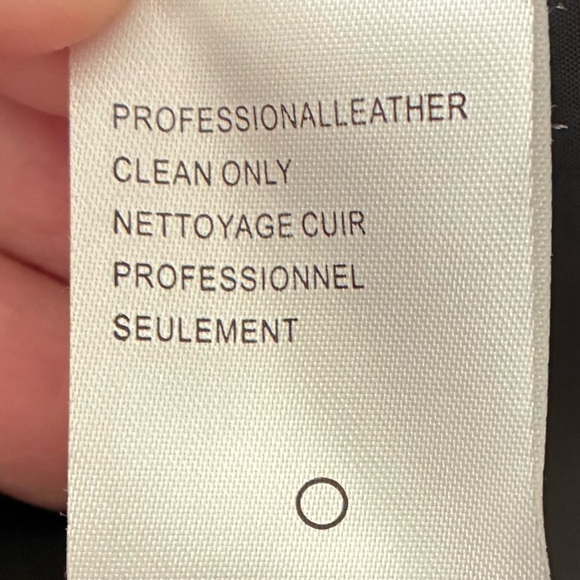 PROFESSIONALLEATHER
CLEAN ONLY
NETTOYAGE CUIR
PROFESSIONNEL
SEULEMENT